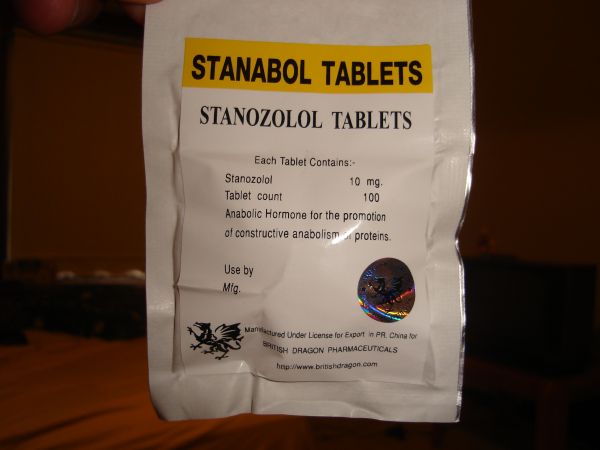 STANABOL TABLETS
STANOZOLOL TABLETS
Each Tablet Contains:-
Stanozolol 10 mg.
Tablet count 100
Anabolic Hormone for the promotion
of constructive anabolism of proteins.
Use by
Mfg.
Manufactured Under License for Export in PR. China for
BRITISH DRAGON PHARMACEUTICALS
http://www.britishdragon.com